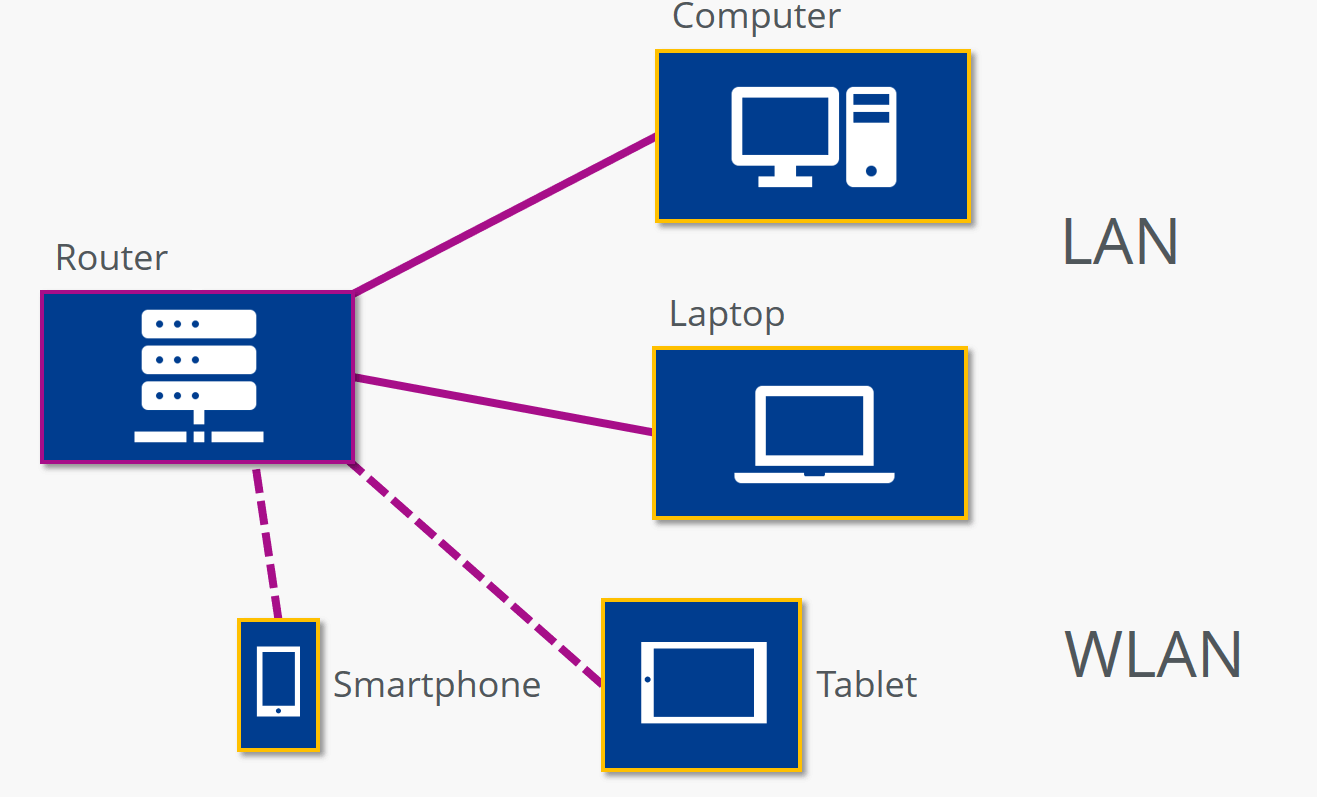 Computer
LAN
Router
Laptop
WLAN
Smartphone
Tablet